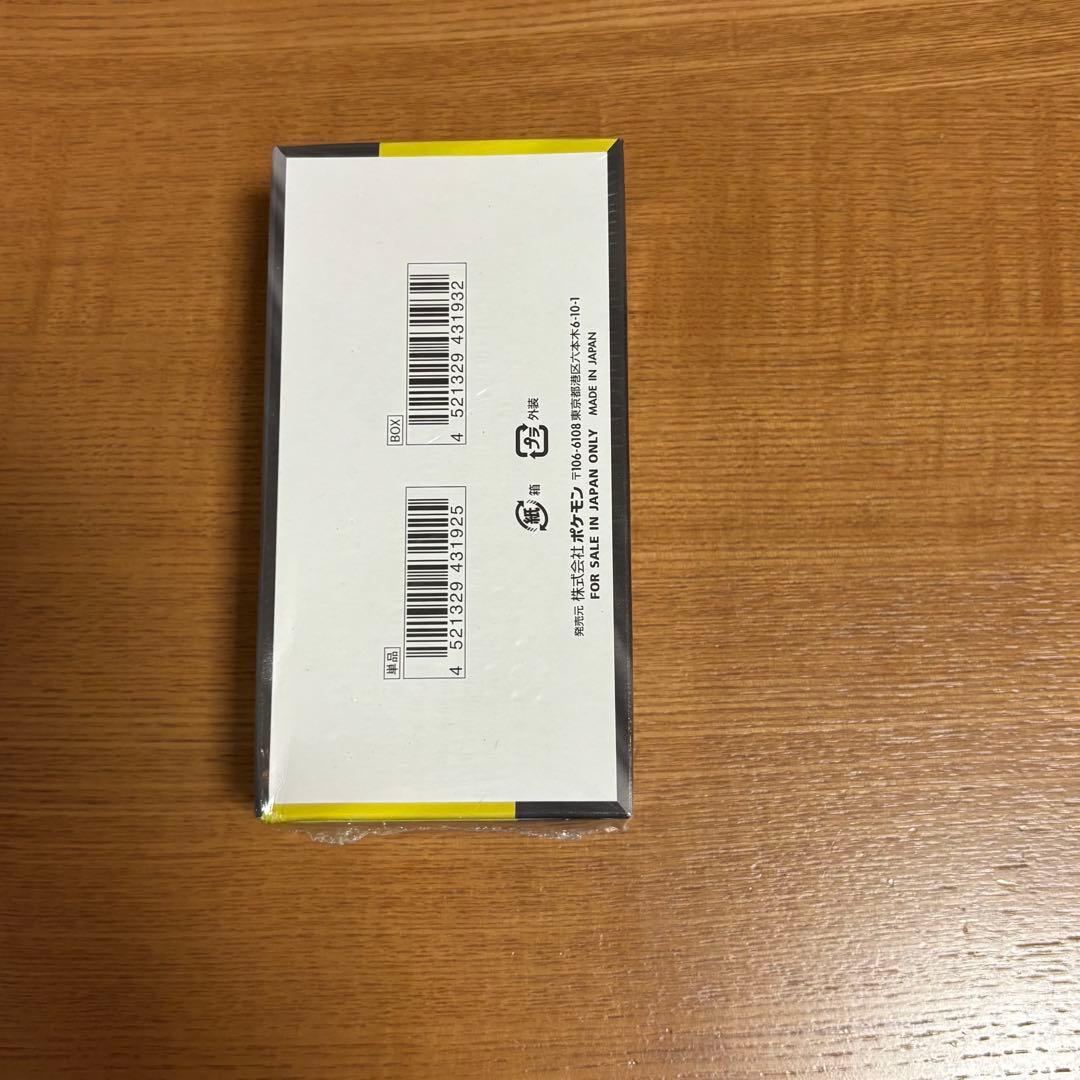 単品
4 521329 431925
BOX
4 521329 431932
紙 箱
プラ 外装
発売元 株式会社 ポケモン 〒106-6108 東京都港区六本木6-10-1
FOR SALE IN JAPAN ONLY MADE IN JAPAN